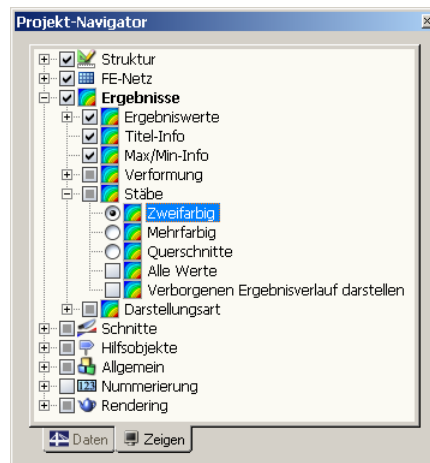 Projekt-Navigator
Struktur
FE-Netz
Ergebnisse
Ergebniswerte
Titel-Info
Max/Min-Info
Verformung
Stäbe
Zweifarbig
Mehrfarbig
Querschnitte
Alle Werte
Verborgenen Ergebnisverlauf darstellen
Darstellungsart
Schnitte
Hilfsobjekte
Allgemein
123 Nummerierung
Rendering
Daten Zeigen